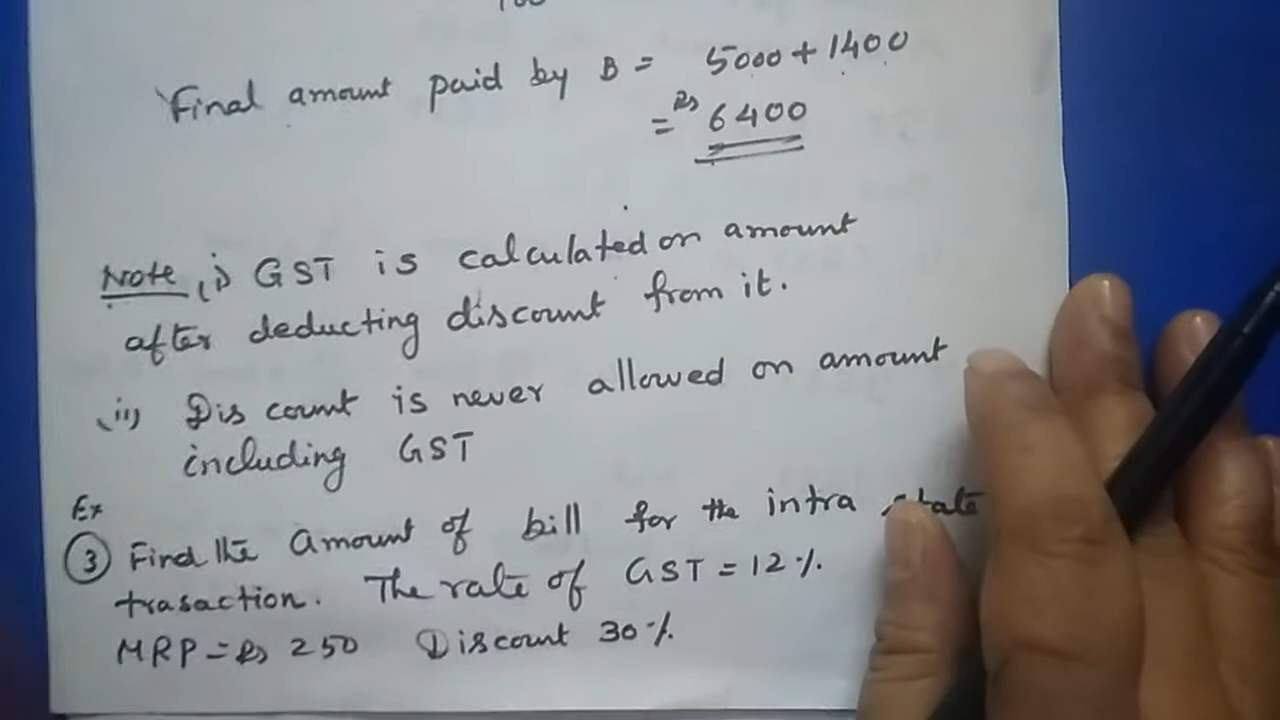 Final amount paid by B = 5000 + 1400
= Rs 6400
Note (i) GST is calculated on amount
after deducting discount from it.
(ii) Discount is never allowed on amount
including GST
Ex
③ Find the Amount of bill for the intra state
trasaction. The rate of GST = 12%.
MRP = Rs 250 Discount 30%.